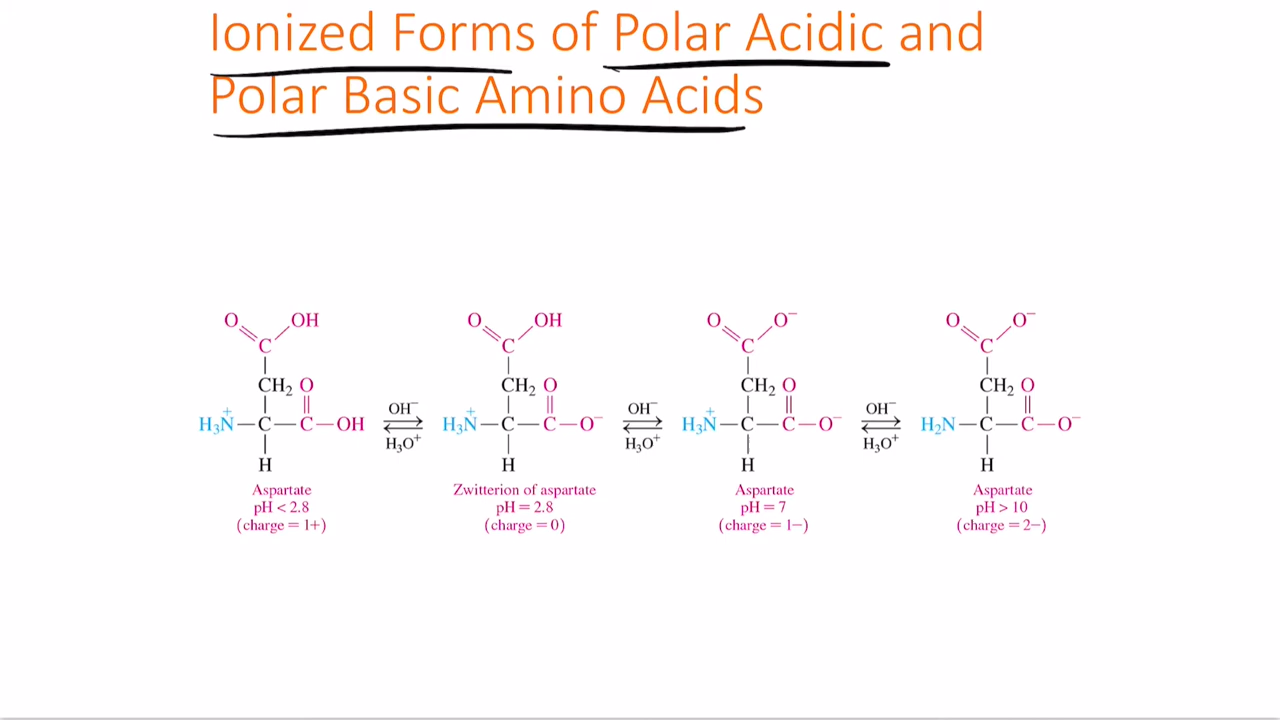 Ionized Forms of Polar Acidic and
Polar Basic Amino Acids
O OH O OH O O⁻ O O⁻
C C C C
CH₂ O CH₂ O CH₂ O CH₂ O
H₃N⁺—C—C—OH OH⁻ H₃O⁺ H₃N⁺—C—C—O⁻ OH⁻ H₃O⁺ H₃N⁺—C—C—O⁻ OH⁻ H₃O⁺ H₂N—C—C—O⁻
H H H H
Aspartate Zwitterion of aspartate Aspartate Aspartate
pH < 2.8 pH = 2.8 pH = 7 pH > 10
(charge = 1+) (charge = 0) (charge = 1−) (charge = 2−)